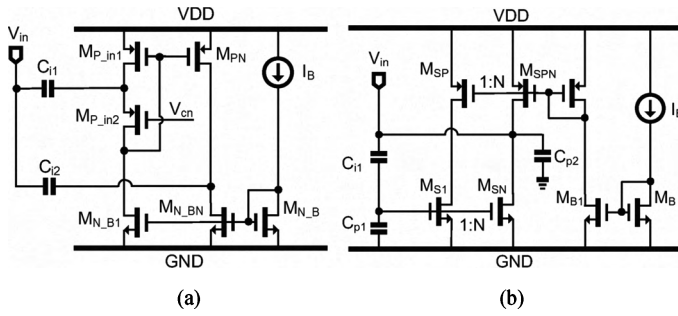 VDD
V_in
M_P_in1
M_PN
C_i1
I_B
M_P_in2
V_cn
C_i2
M_N_B1
M_N_BN
M_N_B
GND
(a)
VDD
V_in
M_SP
1:N
M_SPN
C_i1
C_p2
M_S1
M_SN
M_B1
M_B
C_p1
1:N
GND
(b)